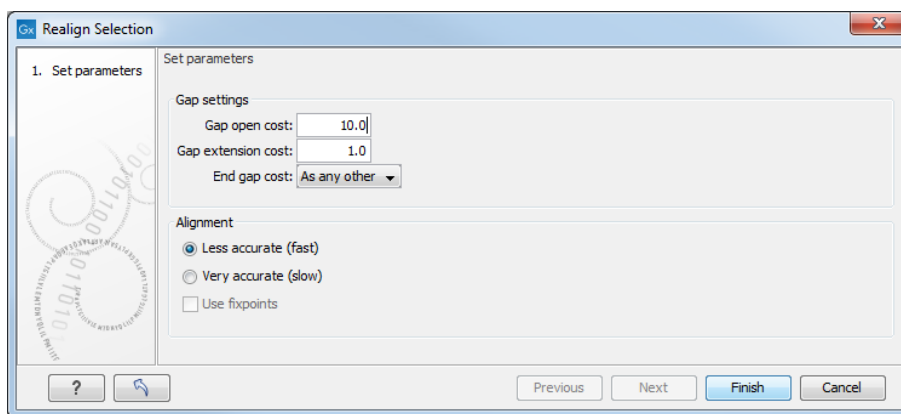 Gx Realign Selection
1. Set parameters
Set parameters
Gap settings
Gap open cost: 10.0
Gap extension cost: 1.0
End gap cost: As any other
Alignment
Less accurate (fast)
Very accurate (slow)
Use fixpoints
? Previous Next Finish Cancel